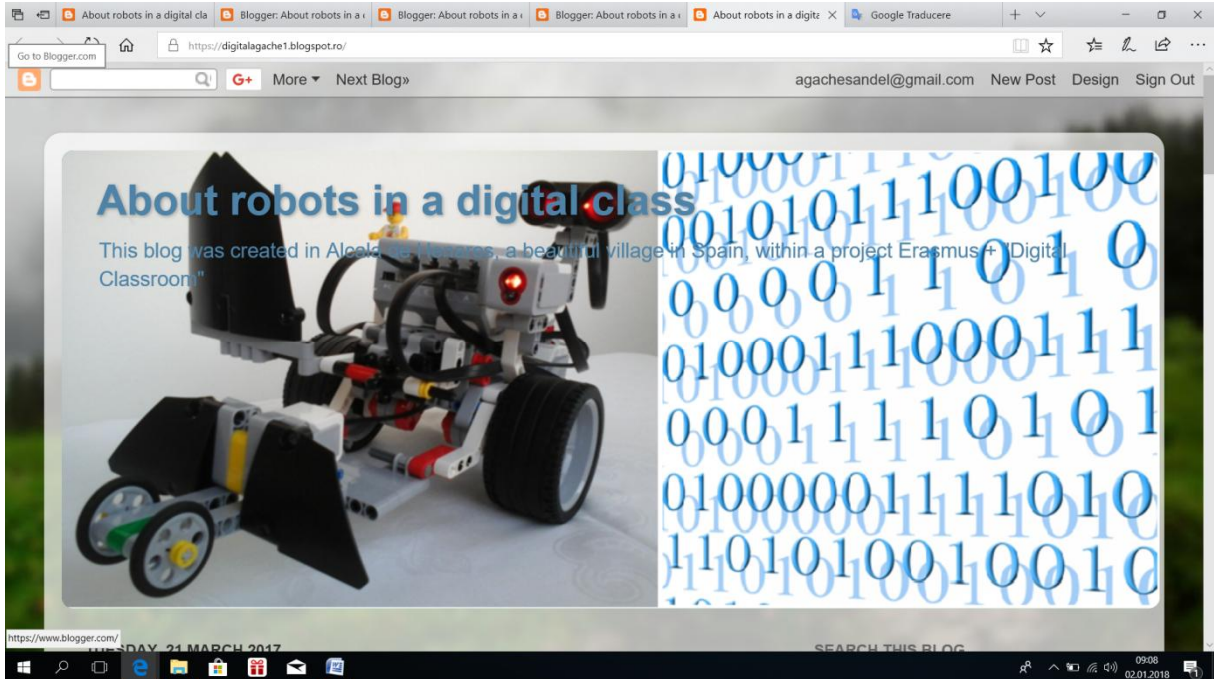 About robots in a digital cla
Blogger: About robots in a
Blogger: About robots in a
Blogger: About robots in a
About robots in a digita
Google Traducere
Go to Blogger.com
https://digitalagache1.blogspot.ro/
G+ More Next Blog»
agachesandel@gmail.com New Post Design Sign Out
About robots in a digital class
This blog was created in Alcala de Henares, a beautiful village in Spain, within a project Erasmus+ "Digital
Classroom"
https://www.blogger.com/
TUESDAY, 21 MARCH 2017
SEARCH THIS BLOG
09:08
02.01.2018